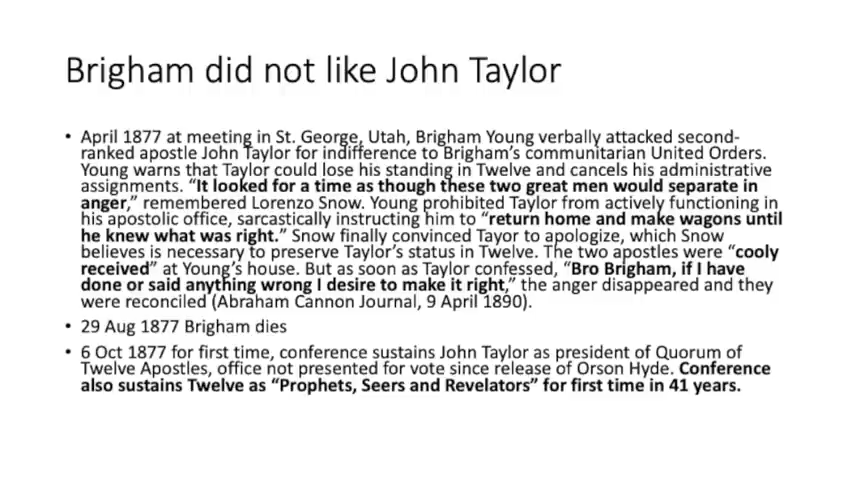 Brigham did not like John Taylor
• April 1877 at meeting in St. George, Utah, Brigham Young verbally attacked second-
ranked apostle John Taylor for indifference to Brigham's communitarian United Orders.
Young warns that Taylor could lose his standing in Twelve and cancels his administrative
assignments. "It looked for a time as though these two great men would separate in
anger," remembered Lorenzo Snow. Young prohibited Taylor from actively functioning in
his apostolic office, sarcastically instructing him to "return home and make wagons until
he knew what was right." Snow finally convinced Tayor to apologize, which Snow
believes is necessary to preserve Taylor's status in Twelve. The two apostles were "cooly
received" at Young's house. But as soon as Taylor confessed, "Bro Brigham, if I have
done or said anything wrong I desire to make it right," the anger disappeared and they
were reconciled (Abraham Cannon Journal, 9 April 1890).
• 29 Aug 1877 Brigham dies
• 6 Oct 1877 for first time, conference sustains John Taylor as president of Quorum of
Twelve Apostles, office not presented for vote since release of Orson Hyde. Conference
also sustains Twelve as "Prophets, Seers and Revelators" for first time in 41 years.